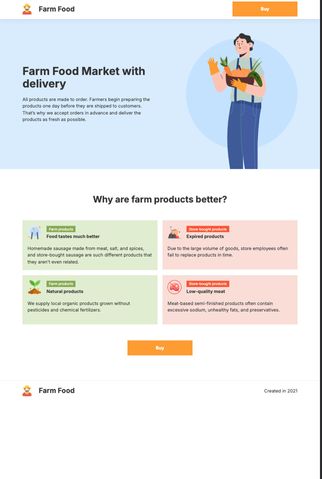 Farm Food
Buy
Farm Food Market with
delivery
All products are made to order. Farmers begin preparing the
products one day before they are shipped to customers.
That's why we accept orders in advance and deliver the
products as fresh as possible.
Why are farm products better?
Farm products
Food tastes much better
Homemade sausage made from meat, salt, and spices,
and store-bought sausage are such different products that
they aren't even related.
Store-bought products
Expired products
Due to the large volume of goods, store employees often
fail to replace products in time.
Farm products
Natural products
We supply local organic products grown without
pesticides and chemical fertilizers.
Store-bought products
Low-quality meat
Meat-based semi-finished products often contain
excessive sodium, unhealthy fats, and preservatives.
Buy
Farm Food
Created in 2021